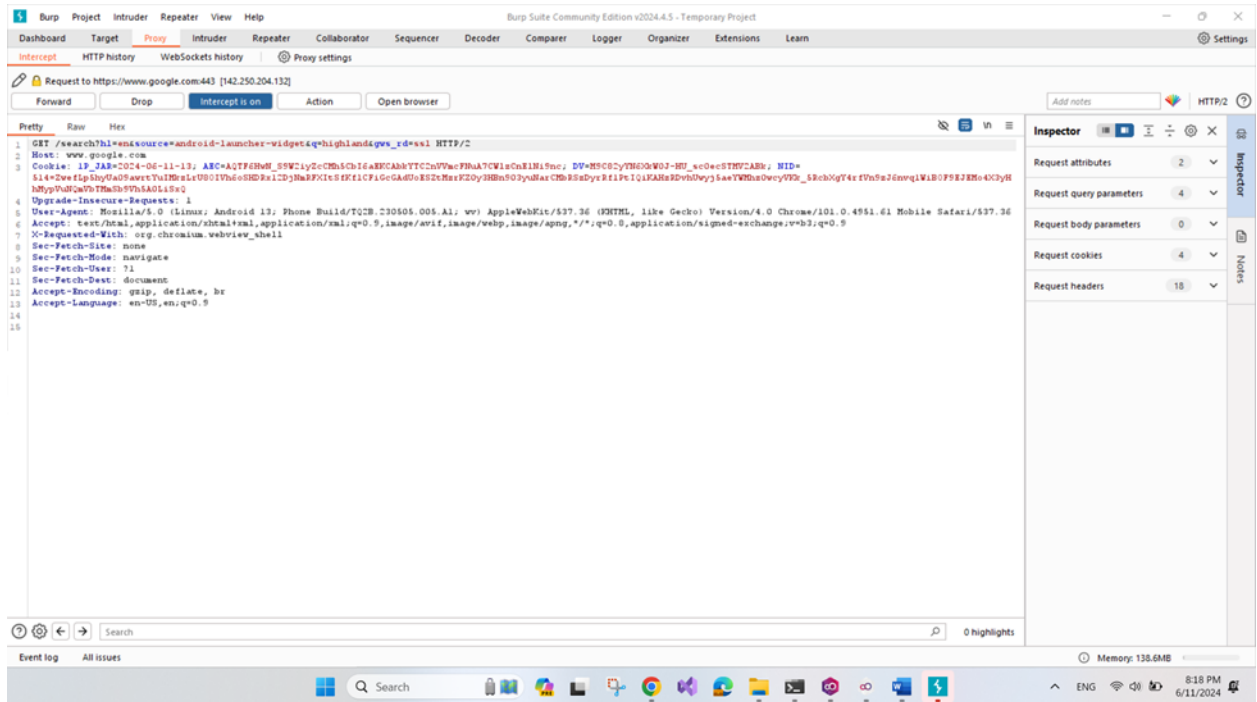 Burp Project Intruder Repeater View Help Burp Suite Community Edition v2024.4.5 - Temporary Project
Dashboard Target Proxy Intruder Repeater Collaborator Sequencer Decoder Comparer Logger Organizer Extensions Learn Settings
Intercept HTTP history WebSockets history Proxy settings
Request to https://www.google.com:443 [142.250.204.132]
Forward Drop Intercept is on Action Open browser Add notes HTTP/2
Pretty Raw Hex \n Inspector
1 GET /search?hl=en&source=android-launcher-widget&q=highland&gws_rd=ssl HTTP/2
2 Host: www.google.com
3 Cookie: 1P_JAR=2024-06-11-13;
4 Upgrade-Insecure-Requests: 1
5 User-Agent: Mozilla/5.0 (Linux; Android 13; Phone Build/TQ2B.230505.005.A1; wv) AppleWebKit/537.36 (KHTML, like Gecko) Version/4.0 Chrome/101.0.4951.61 Mobile Safari/537.36
6 Accept: text/html,application/xhtml+xml,application/xml;q=0.9,image/avif,image/webp,image/apng,*/*;q=0.8,application/signed-exchange;v=b3;q=0.9
7 X-Requested-With: org.chromium.webview_shell
8 Sec-Fetch-Site: none
9 Sec-Fetch-Mode: navigate
10 Sec-Fetch-User: ?1
11 Sec-Fetch-Dest: document
12 Accept-Encoding: gzip, deflate, br
13 Accept-Language: en-US,en;q=0.9
14
15
Request attributes 2
Request query parameters 4
Request body parameters 0
Request cookies 4
Request headers 18
Inspector
Notes
Search 0 highlights
Event log All issues Memory: 138.6MB
Search ENG 8:18 PM
6/11/2024